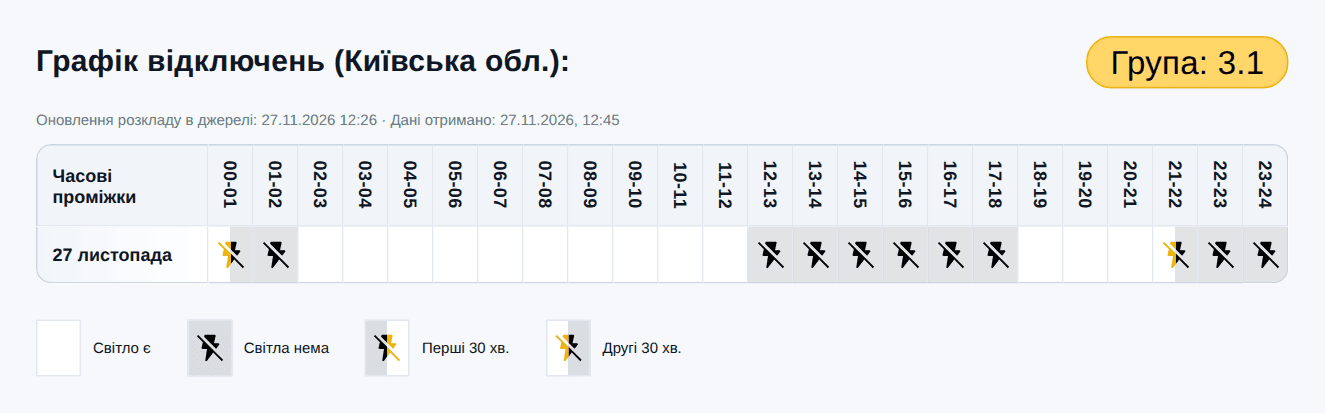 Графік відключень (Київська обл.):
Група: 3.1
Оновлення розкладу в джерелі: 27.11.2026 12:26 · Дані отримано: 27.11.2026, 12:45
Часові
проміжки
00-01
01-02
02-03
03-04
04-05
05-06
06-07
07-08
08-09
09-10
10-11
11-12
12-13
13-14
14-15
15-16
16-17
17-18
18-19
19-20
20-21
21-22
22-23
23-24
27 листопада
Світло є
Світла нема
Перші 30 хв.
Другі 30 хв.